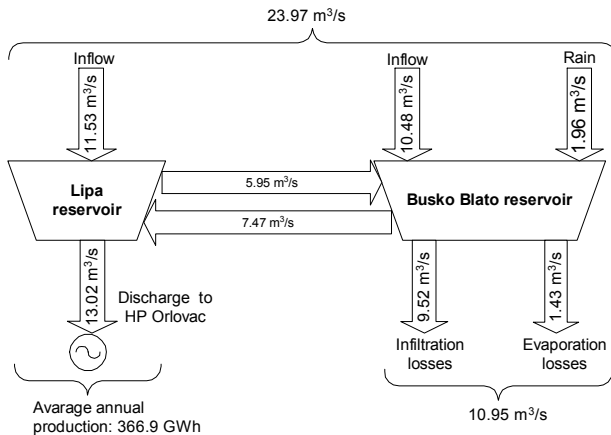 23.97 m³/s
Inflow
Inflow
Rain
11.53 m³/s
10.48 m³/s
1.96 m³/s
Lipa
reservoir
5.95 m³/s
7.47 m³/s
Busko Blato reservoir
13.02 m³/s
Discharge to
HP Orlovac
9.52 m³/s
1.43 m³/s
Infiltration
losses
Evaporation
losses
Avarage annual
production: 366.9 GWh
10.95 m³/s